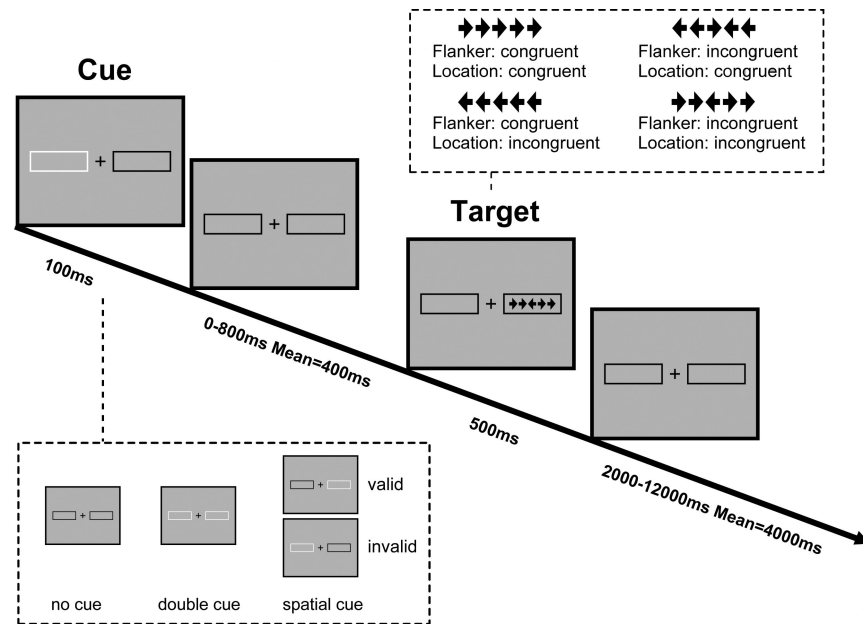 Flanker: congruent
Location: congruent
Flanker: incongruent
Location: congruent
Flanker: congruent
Location: incongruent
Flanker: incongruent
Location: incongruent
Cue
Target
100ms
0-800ms Mean=400ms
500ms
2000-12000ms Mean=4000ms
valid
invalid
no cue
double cue
spatial cue